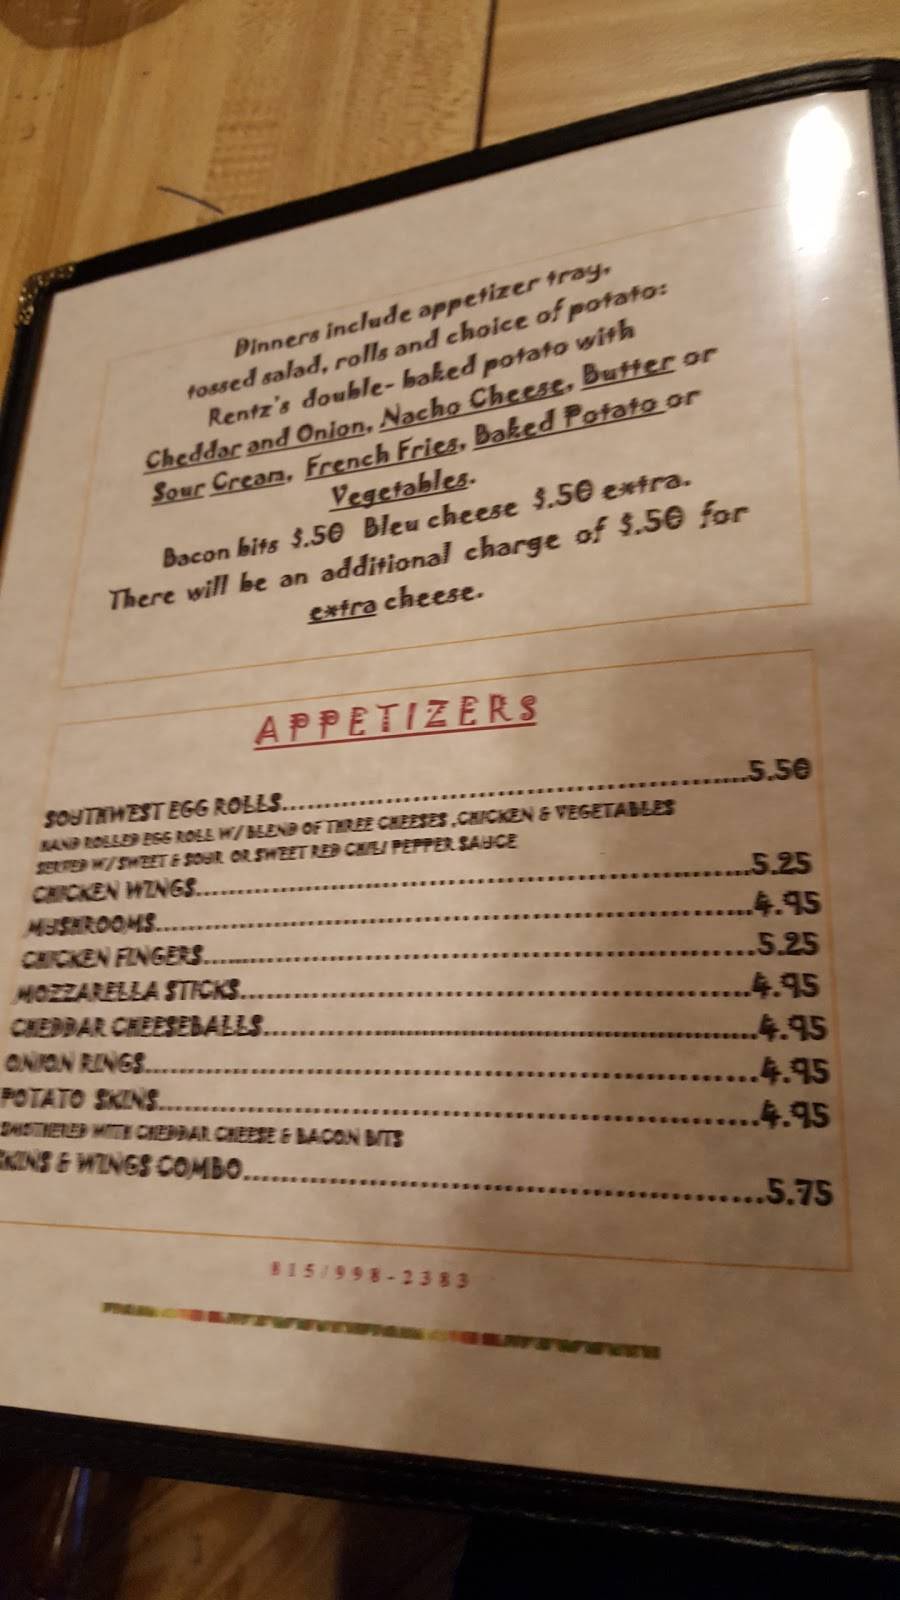 Dinners include appetizer tray,
tossed salad, rolls and choice of potato:
Rentz's double- baked potato with
Cheddar and Onion, Nacho Cheese, Butter or
Sour Cream, French Fries, Baked Potato or
Vegetables.
Bacon bits $.50 Bleu cheese $.50 extra.
There will be an additional charge of $.50 for
extra cheese.
APPETIZERS
SOUTHWEST EGG ROLLS..........5.50
HAND ROLLED EGG ROLL W/ BLEND OF THREE CHEESES ,CHICKEN & VEGETABLES
SERVED W/ SWEET & SOUR OR SWEET RED CHILI PEPPER SAUCE
CHICKEN WINGS..........5.25
MUSHROOMS..........4.95
CHICKEN FINGERS..........5.25
MOZZARELLA STICKS..........4.95
CHEDDAR CHEESEBALLS..........4.95
ONION RINGS..........4.95
POTATO SKINS..........4.95
SMOTHERED WITH CHEDDAR CHEESE & BACON BITS
SKINS & WINGS COMBO..........5.75
815/998-2383